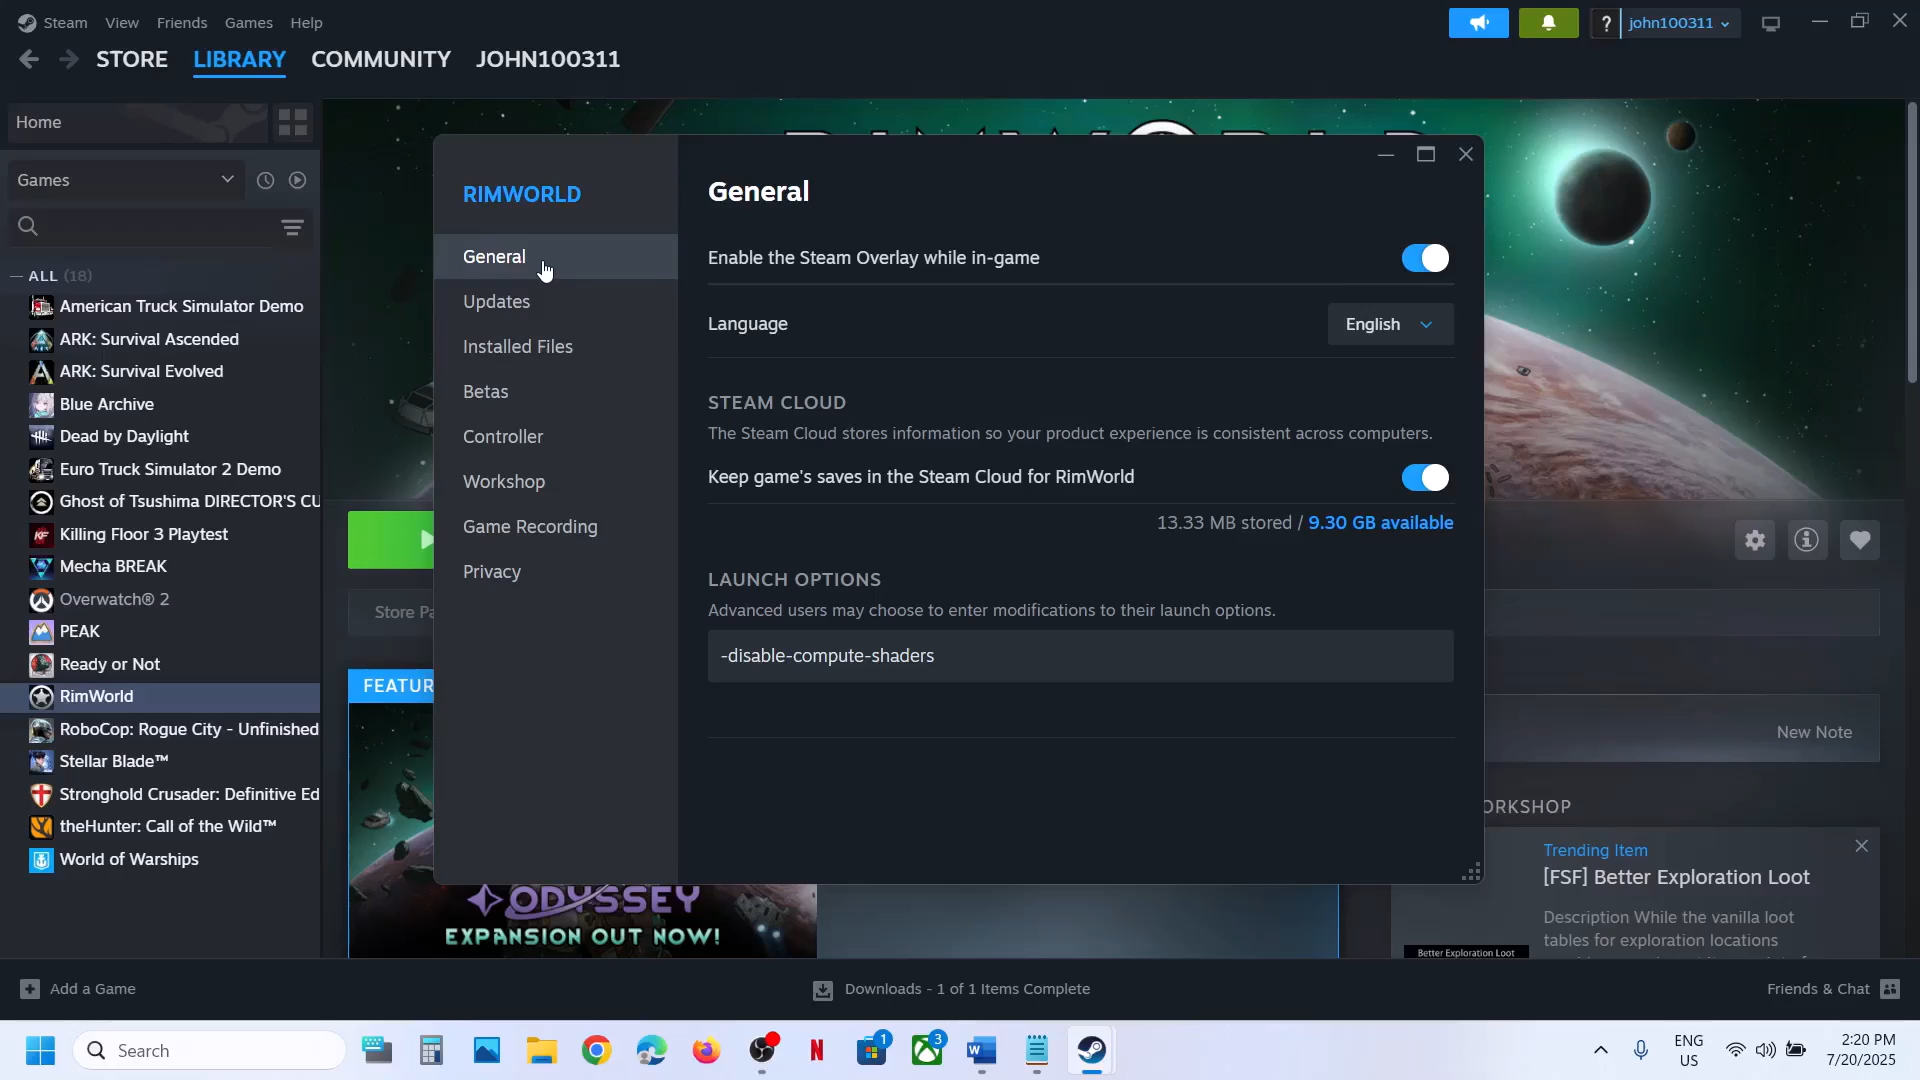 Steam View Friends Games Help
john100311
STORE LIBRARY COMMUNITY JOHN100311
Home
Games
ALL (18)
American Truck Simulator Demo
ARK: Survival Ascended
ARK: Survival Evolved
Blue Archive
Dead by Daylight
Euro Truck Simulator 2 Demo
Ghost of Tsushima DIRECTOR'S CU
Killing Floor 3 Playtest
Mecha BREAK
Overwatch® 2
PEAK
Ready or Not
RimWorld
RoboCop: Rogue City - Unfinished
Stellar Blade™
Stronghold Crusader: Definitive Ed
theHunter: Call of the Wild™
World of Warships
RIMWORLD
General
Updates
Installed Files
Betas
Controller
Workshop
Game Recording
Privacy
General
Enable the Steam Overlay while in-game
Language English
STEAM CLOUD
The Steam Cloud stores information so your product experience is consistent across computers.
Keep game's saves in the Steam Cloud for RimWorld
13.33 MB stored / 9.30 GB available
LAUNCH OPTIONS
Advanced users may choose to enter modifications to their launch options.
-disable-compute-shaders
Store Pa
FEATUR
ODYSSEY
EXPANSION OUT NOW!
New Note
ORKSHOP
Trending Item
[FSF] Better Exploration Loot
Description While the vanilla loot
tables for exploration locations
Better Exploration Loot
Add a Game
Downloads - 1 of 1 Items Complete
Friends & Chat
Search
1
3
ENG
US
2:20 PM
7/20/2025